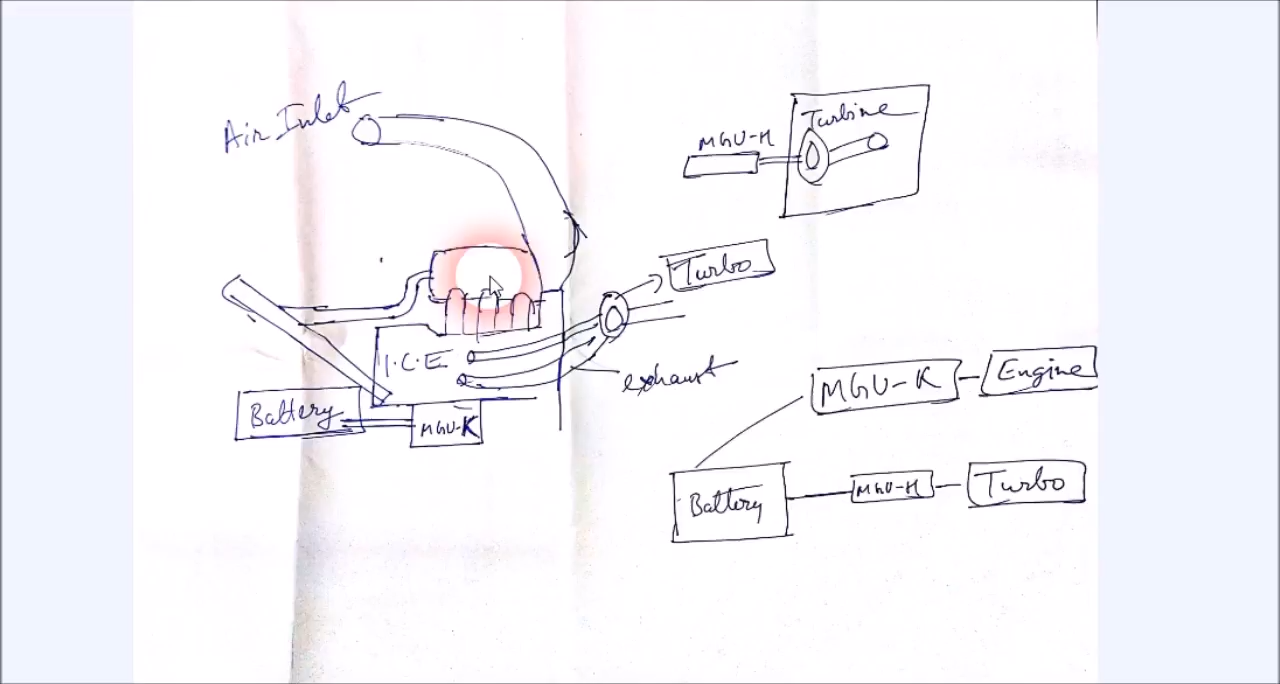 Air Inlet
Turbine
MGU-H
Turbo
I.C.E
exhaust
Battery
MGU-K
MGU-K
Engine
Battery
MGU-H
Turbo